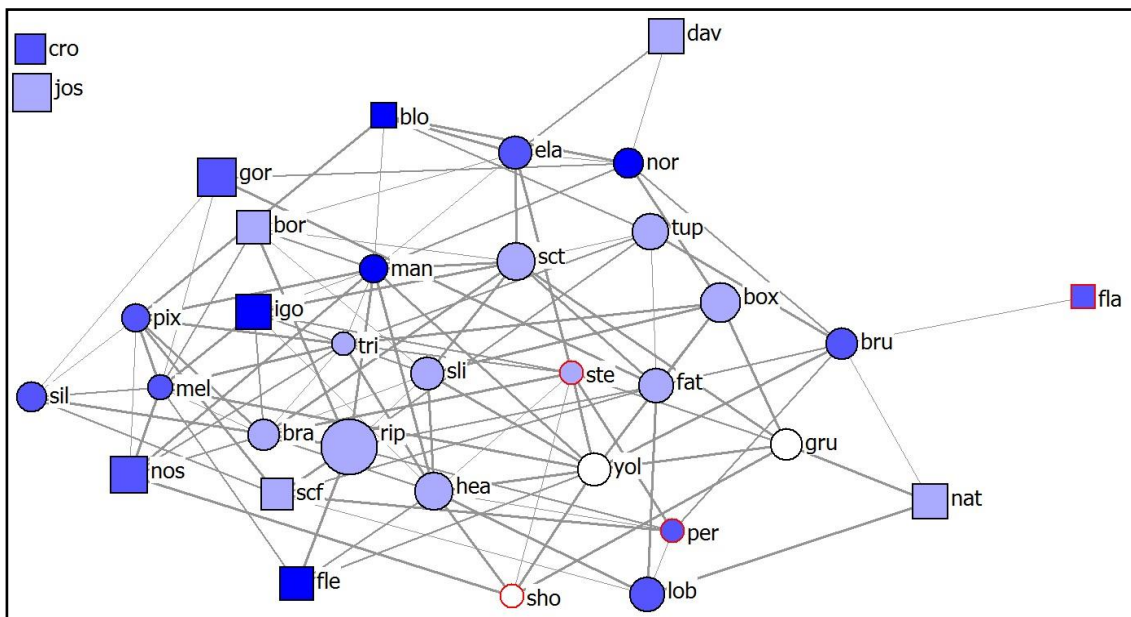 cro
dav
jos
blo
ela
nor
gor
bor
tup
sct
man
box
fla
igo
pix
tri
bru
sli
ste
fat
mel
sil
bra
rip
gru
nos
scf
hea
yol
nat
per
fle
sho
lob